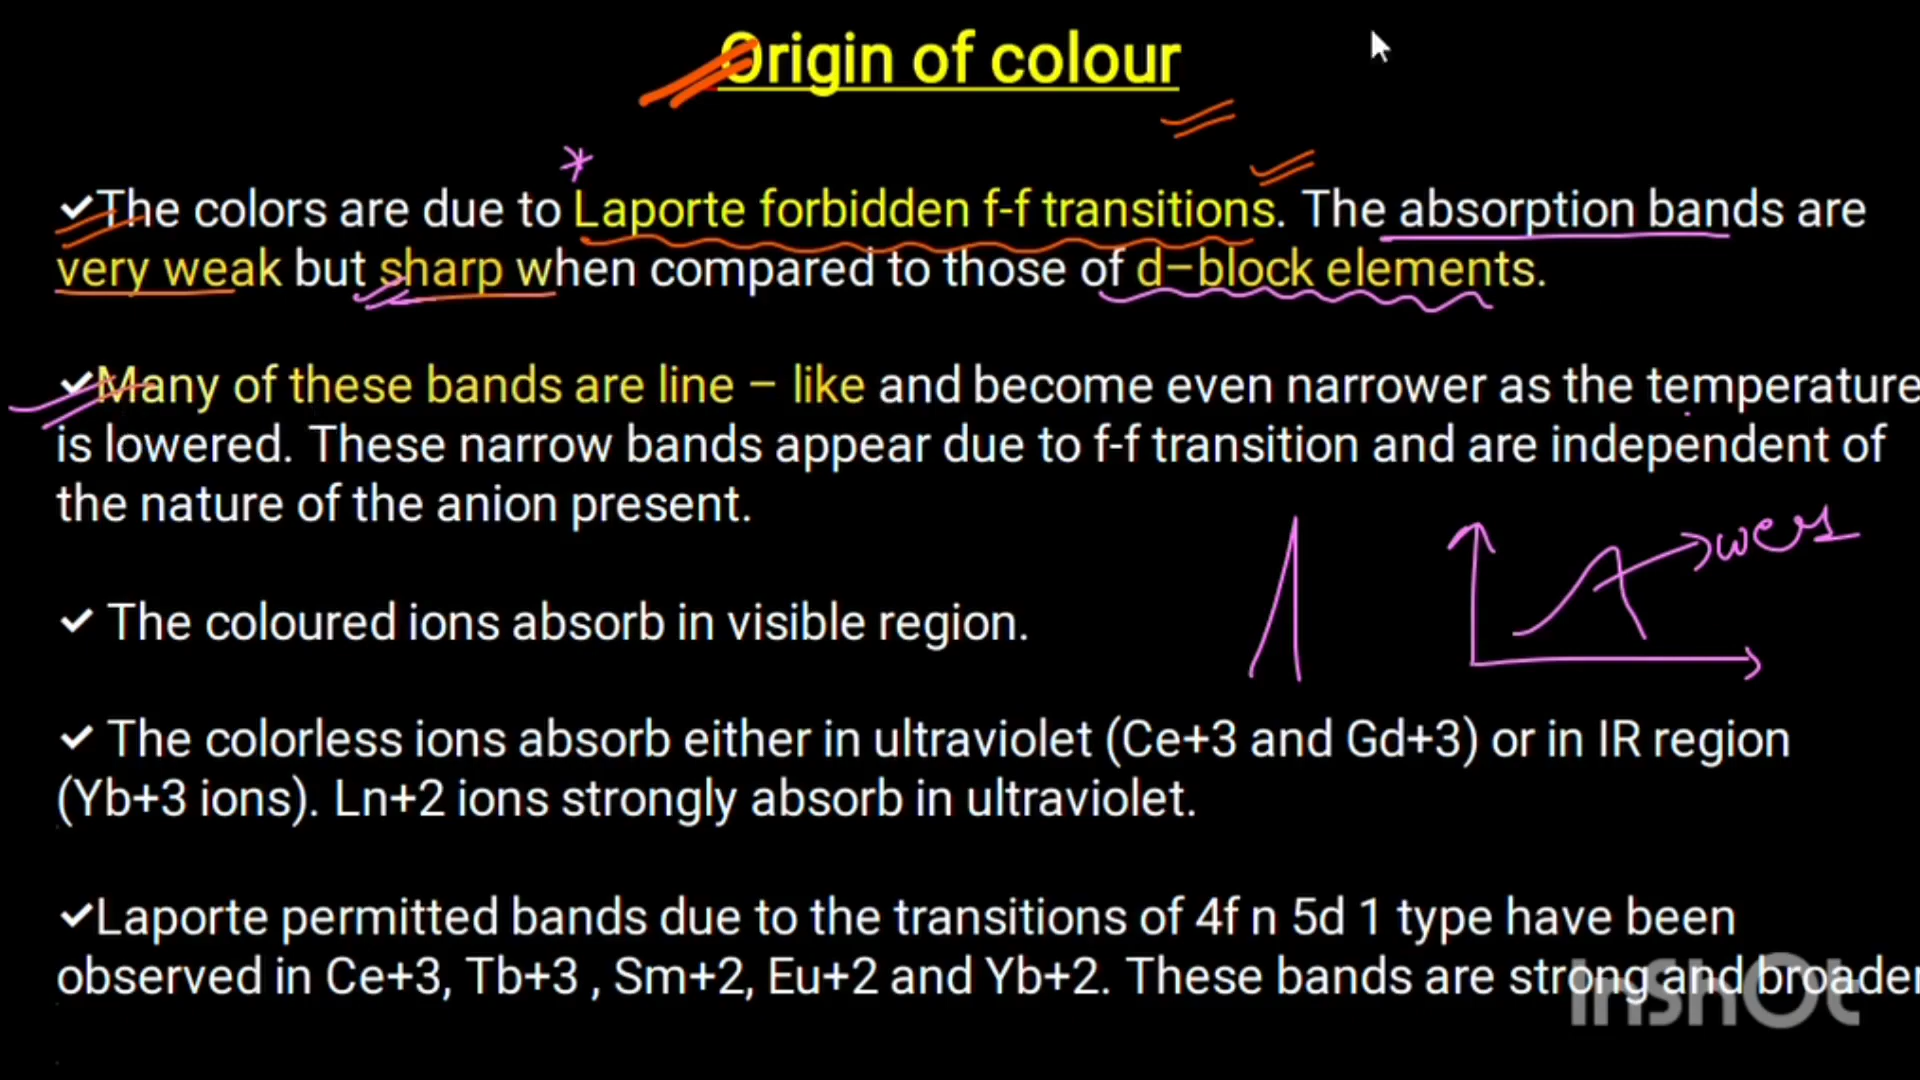 Origin of colour
✓The colors are due to Laporte forbidden f-f transitions. The absorption bands are
very weak but sharp when compared to those of d–block elements.
✓Many of these bands are line – like and become even narrower as the temperature
is lowered. These narrow bands appear due to f-f transition and are independent of
the nature of the anion present.
✓ The coloured ions absorb in visible region.
✓ The colorless ions absorb either in ultraviolet (Ce+3 and Gd+3) or in IR region
(Yb+3 ions). Ln+2 ions strongly absorb in ultraviolet.
✓Laporte permitted bands due to the transitions of 4f n 5d 1 type have been
observed in Ce+3, Tb+3 , Sm+2, Eu+2 and Yb+2. These bands are strong and broader
InShOt